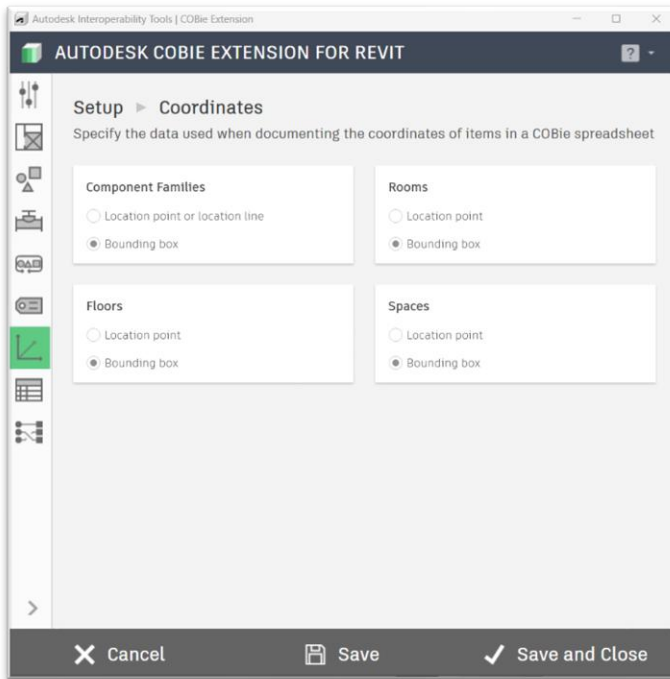 Autodesk Interoperability Tools | COBie Extension
AUTODESK COBIE EXTENSION FOR REVIT
?
Setup Coordinates
Specify the data used when documenting the coordinates of items in a COBie spreadsheet
Component Families
Location point or location line
Bounding box
Rooms
Location point
Bounding box
Floors
Location point
Bounding box
Spaces
Location point
Bounding box
Cancel
Save
Save and Close